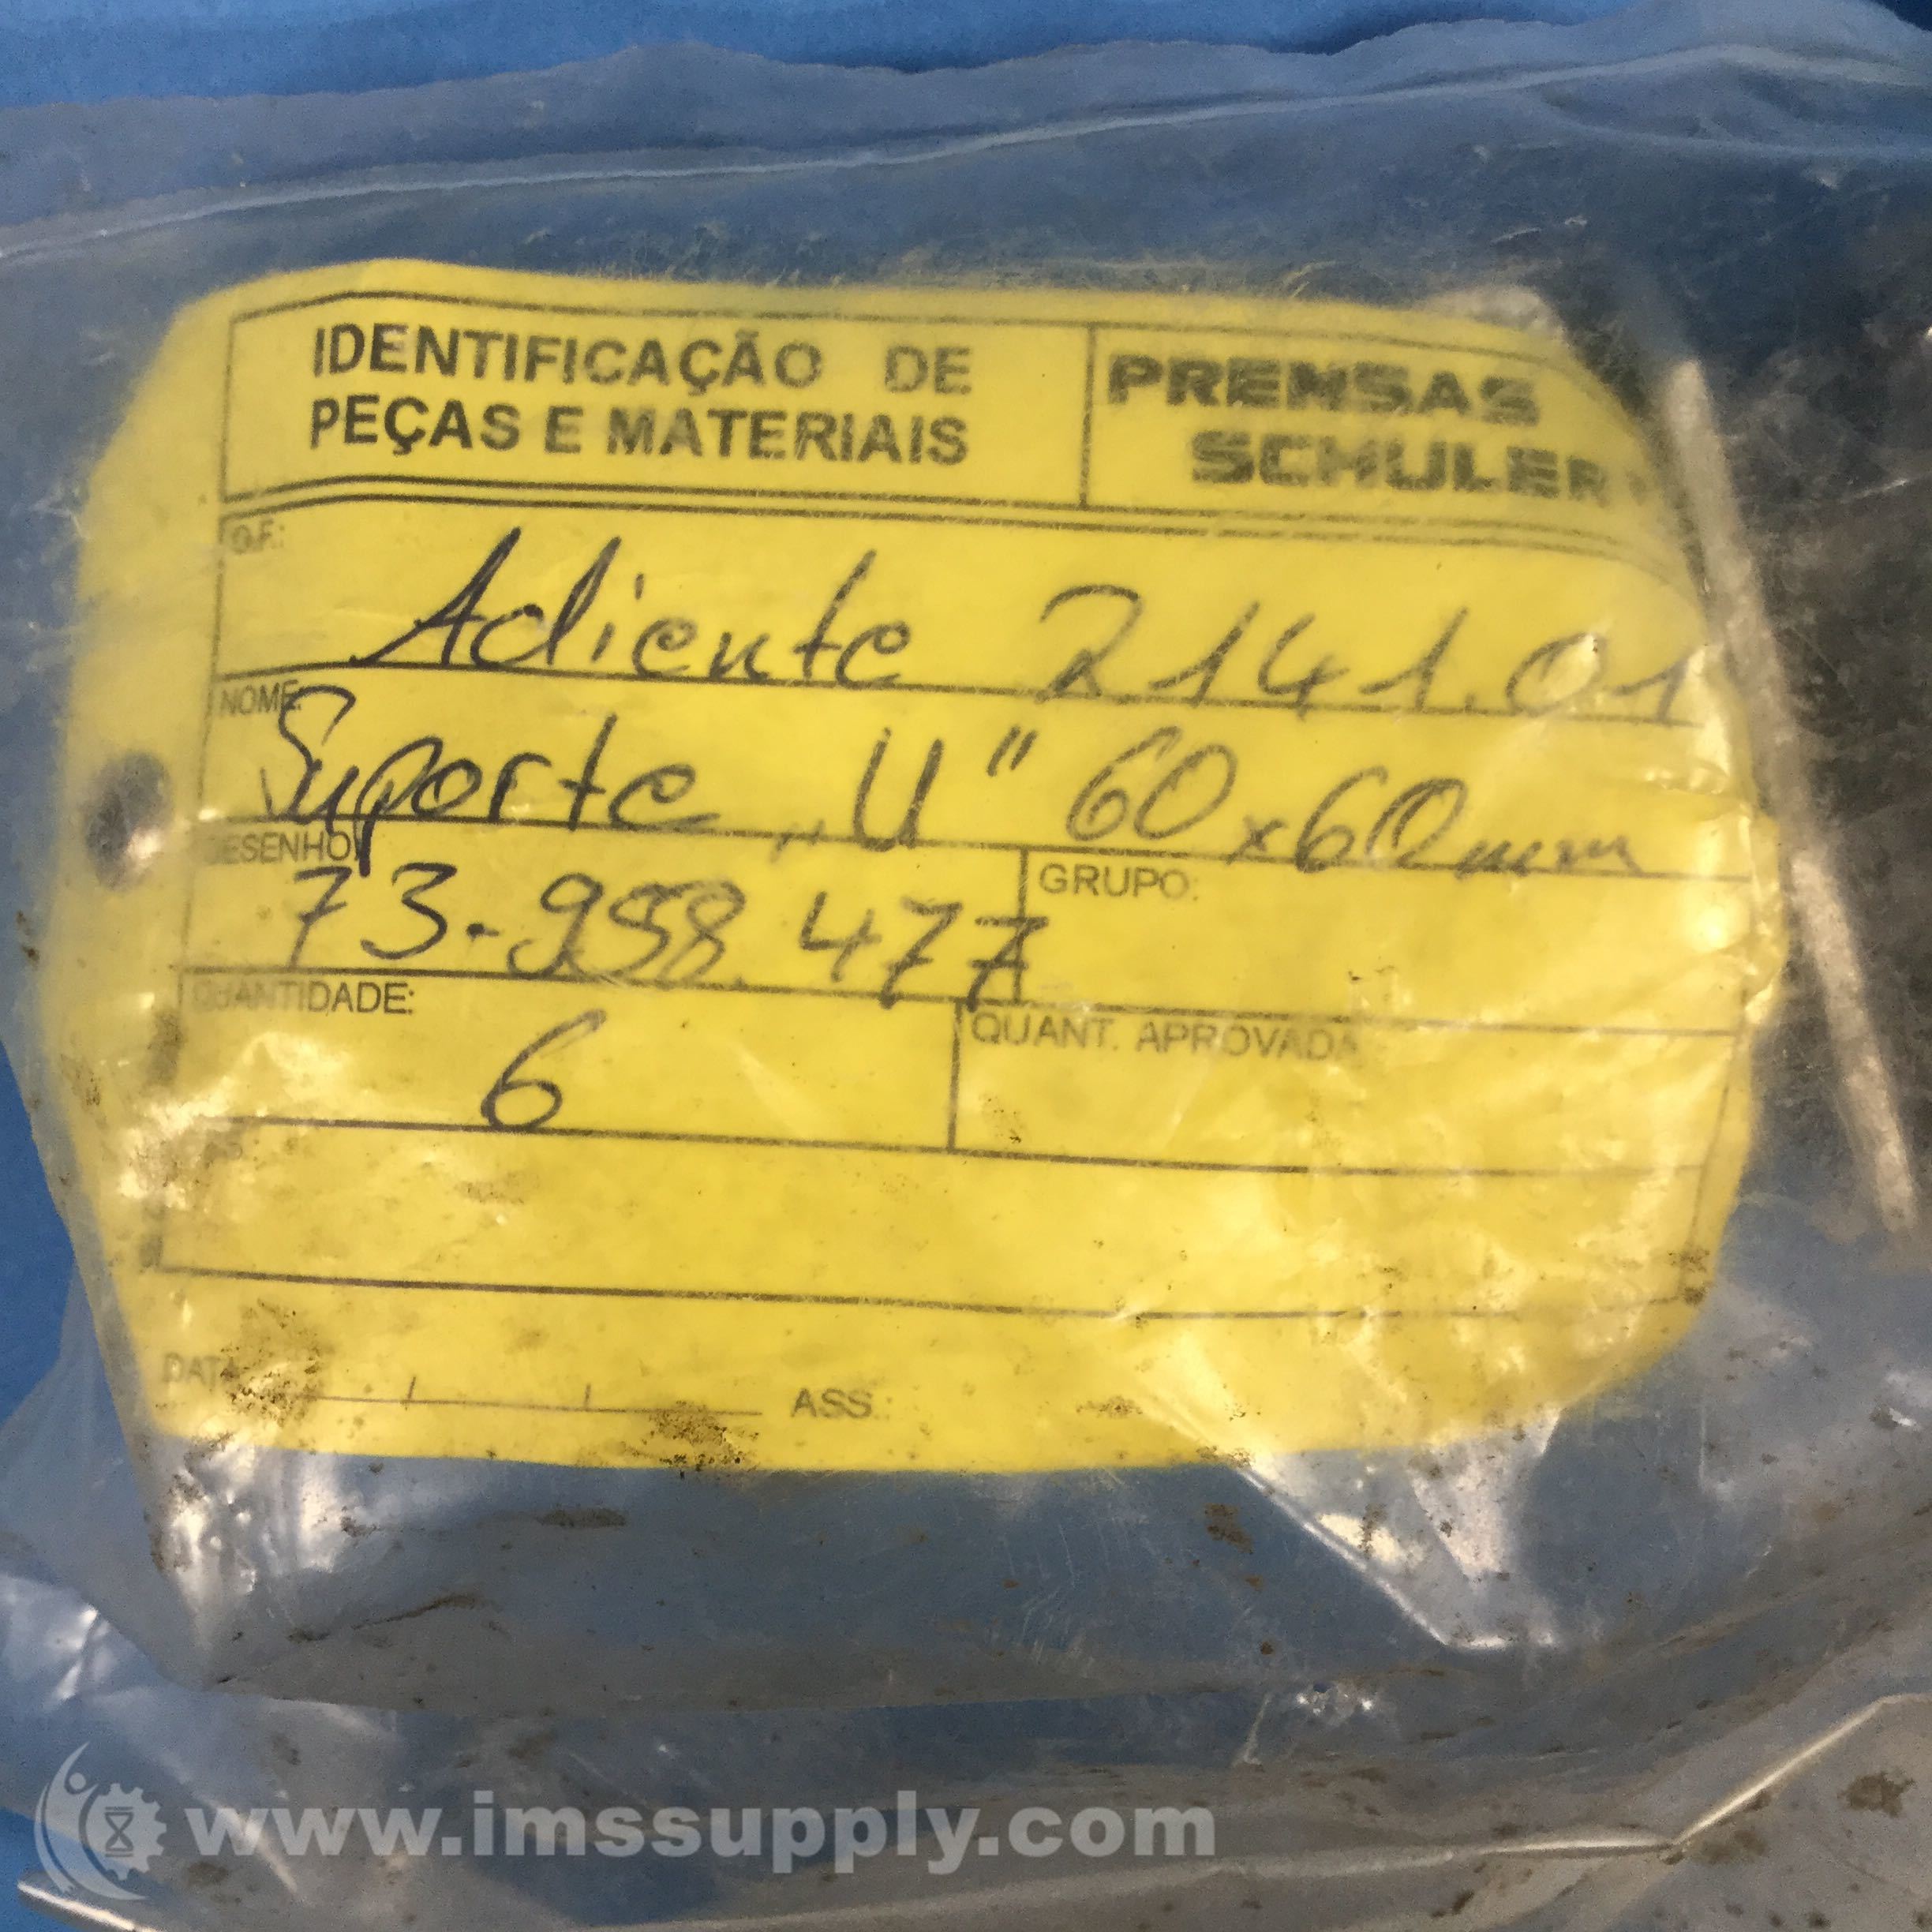 IDENTIFICAÇÃO DE
PEÇAS E MATERIAIS
PRENSAS
SCHULER
O.F.:
Adiente 2141.01
NOME:
Suporte „U" 60x60mm
DESENHO:
73-958.477
GRUPO:
QUANTIDADE:
6
QUANT. APROVADA
DATA
ASS.:
www.imssupply.com